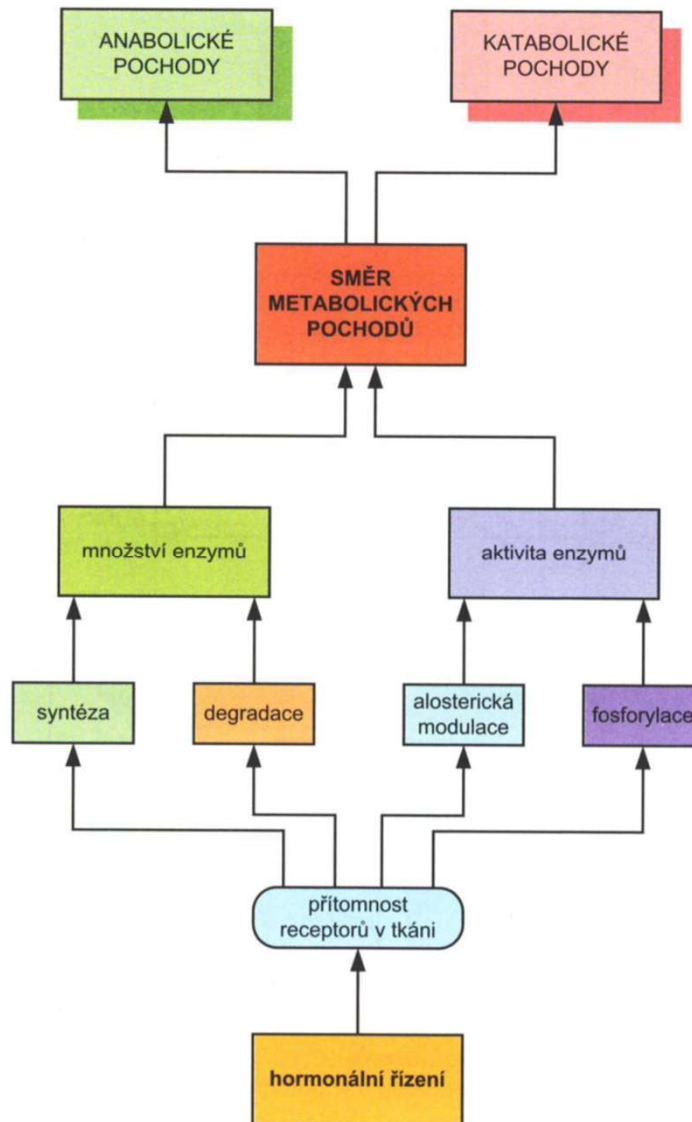 ANABOLICKÉ
POCHODY
KATABOLICKÉ
POCHODY
SMĚR
METABOLICKÝCH
POCHODŮ
množství enzymů
aktivita enzymů
syntéza
degradace
alosterická
modulace
fosforylace
přítomnost
receptorů v tkáni
hormonální řízení